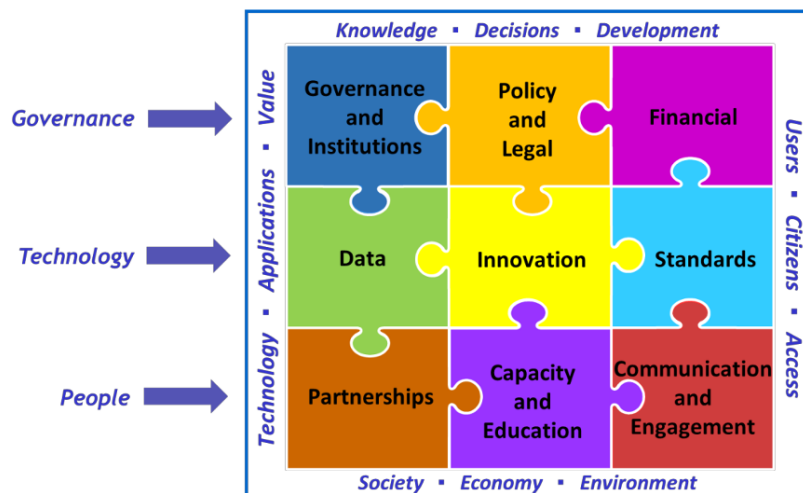 Knowledge ▪ Decisions ▪ Development
Governance
Technology
People
Technology ▪ Applications ▪ Value
Governance
and
Institutions
Policy
and
Legal
Financial
Data
Innovation
Standards
Partnerships
Capacity
and
Education
Communication
and
Engagement
Users ▪ Citizens ▪ Access
Society ▪ Economy ▪ Environment